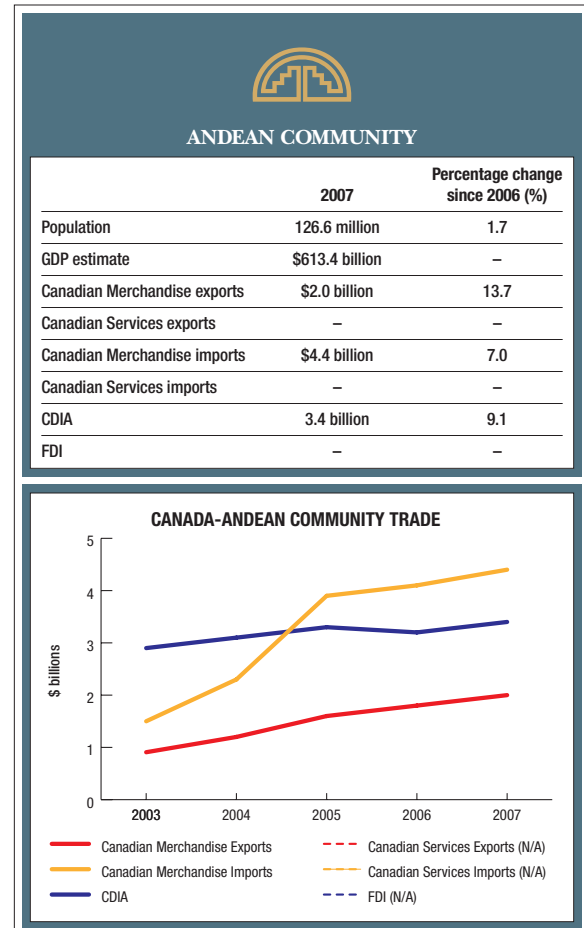 ANDEAN COMMUNITY
Percentage change
2007 since 2006 (%)
Population 126.6 million 1.7
GDP estimate $613.4 billion –
Canadian Merchandise exports $2.0 billion 13.7
Canadian Services exports – –
Canadian Merchandise imports $4.4 billion 7.0
Canadian Services imports – –
CDIA 3.4 billion 9.1
FDI – –
CANADA-ANDEAN COMMUNITY TRADE
5
4
3
2
1
0
$ billions
2003 2004 2005 2006 2007
Canadian Merchandise Exports Canadian Services Exports (N/A)
Canadian Merchandise Imports Canadian Services Imports (N/A)
CDIA FDI (N/A)